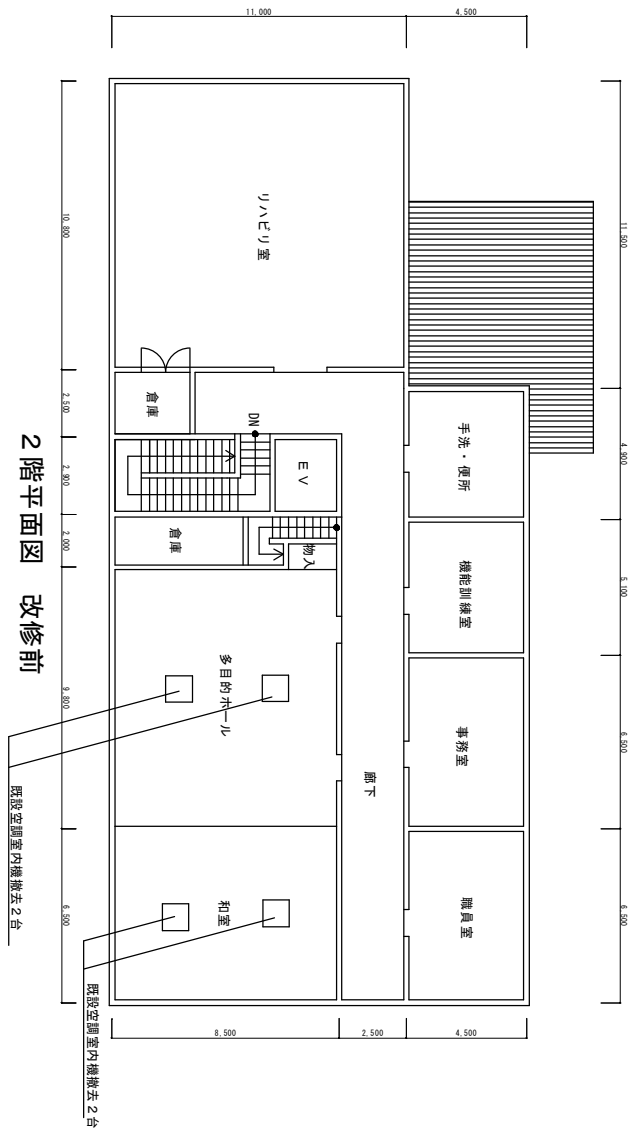 ２階平面図 改修前
11,000
4,500
10,800
2,500
2,900
2,000
9,800
6,500
11,500
4,900
5,100
6,500
6,500
8,500
2,500
4,500
リハビリ室
倉庫
DN
ＥＶ
手洗・便所
倉庫
物入
機能訓練室
多目的ホール
事務室
廊下
和室
職員室
既設空調室内機撤去２台
既設空調室内機撤去２台